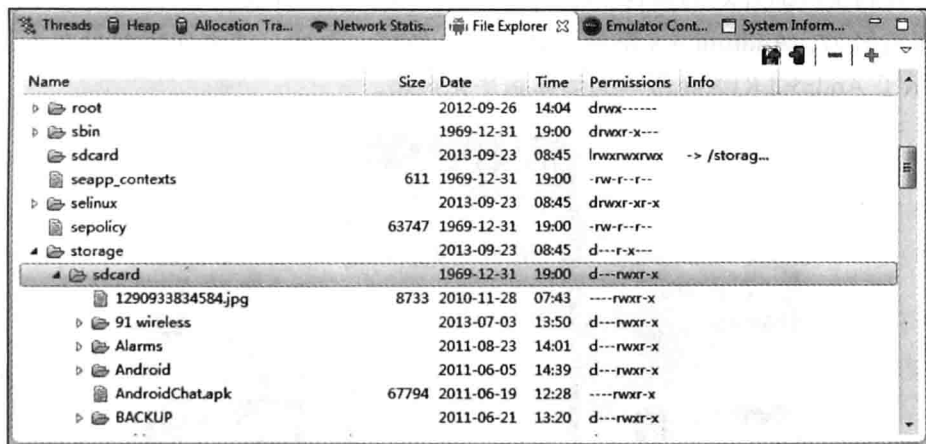 Threads Heap Allocation Tra... Network Statis... File Explorer Emulator Cont... System Inform...
Name Size Date Time Permissions Info
root 2012-09-26 14:04 drwx------
sbin 1969-12-31 19:00 drwxr-x---
sdcard 2013-09-23 08:45 lrwxrwxrwx -> /storag...
seapp_contexts 611 1969-12-31 19:00 -rw-r--r--
selinux 2013-09-23 08:45 drwxr-xr-x
sepolicy 63747 1969-12-31 19:00 -rw-r--r--
storage 2013-09-23 08:45 d---r-x---
sdcard 1969-12-31 19:00 d---rwxr-x
1290933834584.jpg 8733 2010-11-28 07:43 ----rwxr-x
91 wireless 2013-07-03 13:50 d---rwxr-x
Alarms 2011-08-23 14:01 d---rwxr-x
Android 2011-06-05 14:39 d---rwxr-x
AndroidChat.apk 67794 2011-06-19 12:28 ----rwxr-x
BACKUP 2011-06-21 13:20 d---rwxr-x